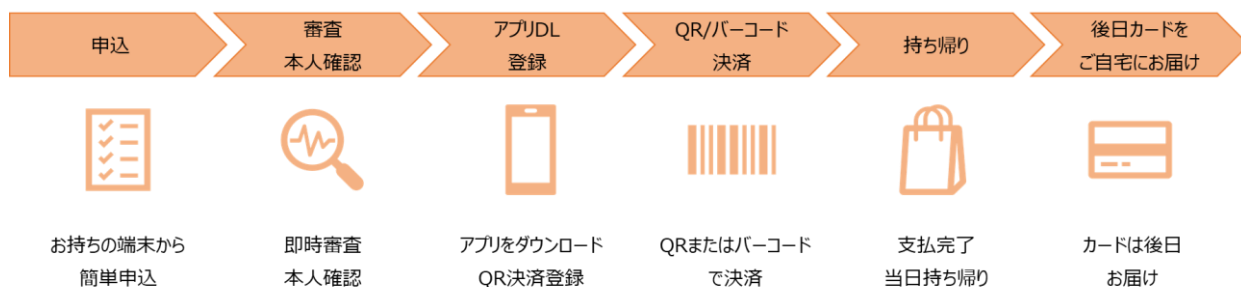 申込
審査
本人確認
アプリDL
登録
QR/バーコード
決済
持ち帰り
後日カードを
ご自宅にお届け
お持ちの端末から
簡単申込
即時審査
本人確認
アプリをダウンロード
QR決済登録
QRまたはバーコード
で決済
支払完了
当日持ち帰り
カードは後日
お届け